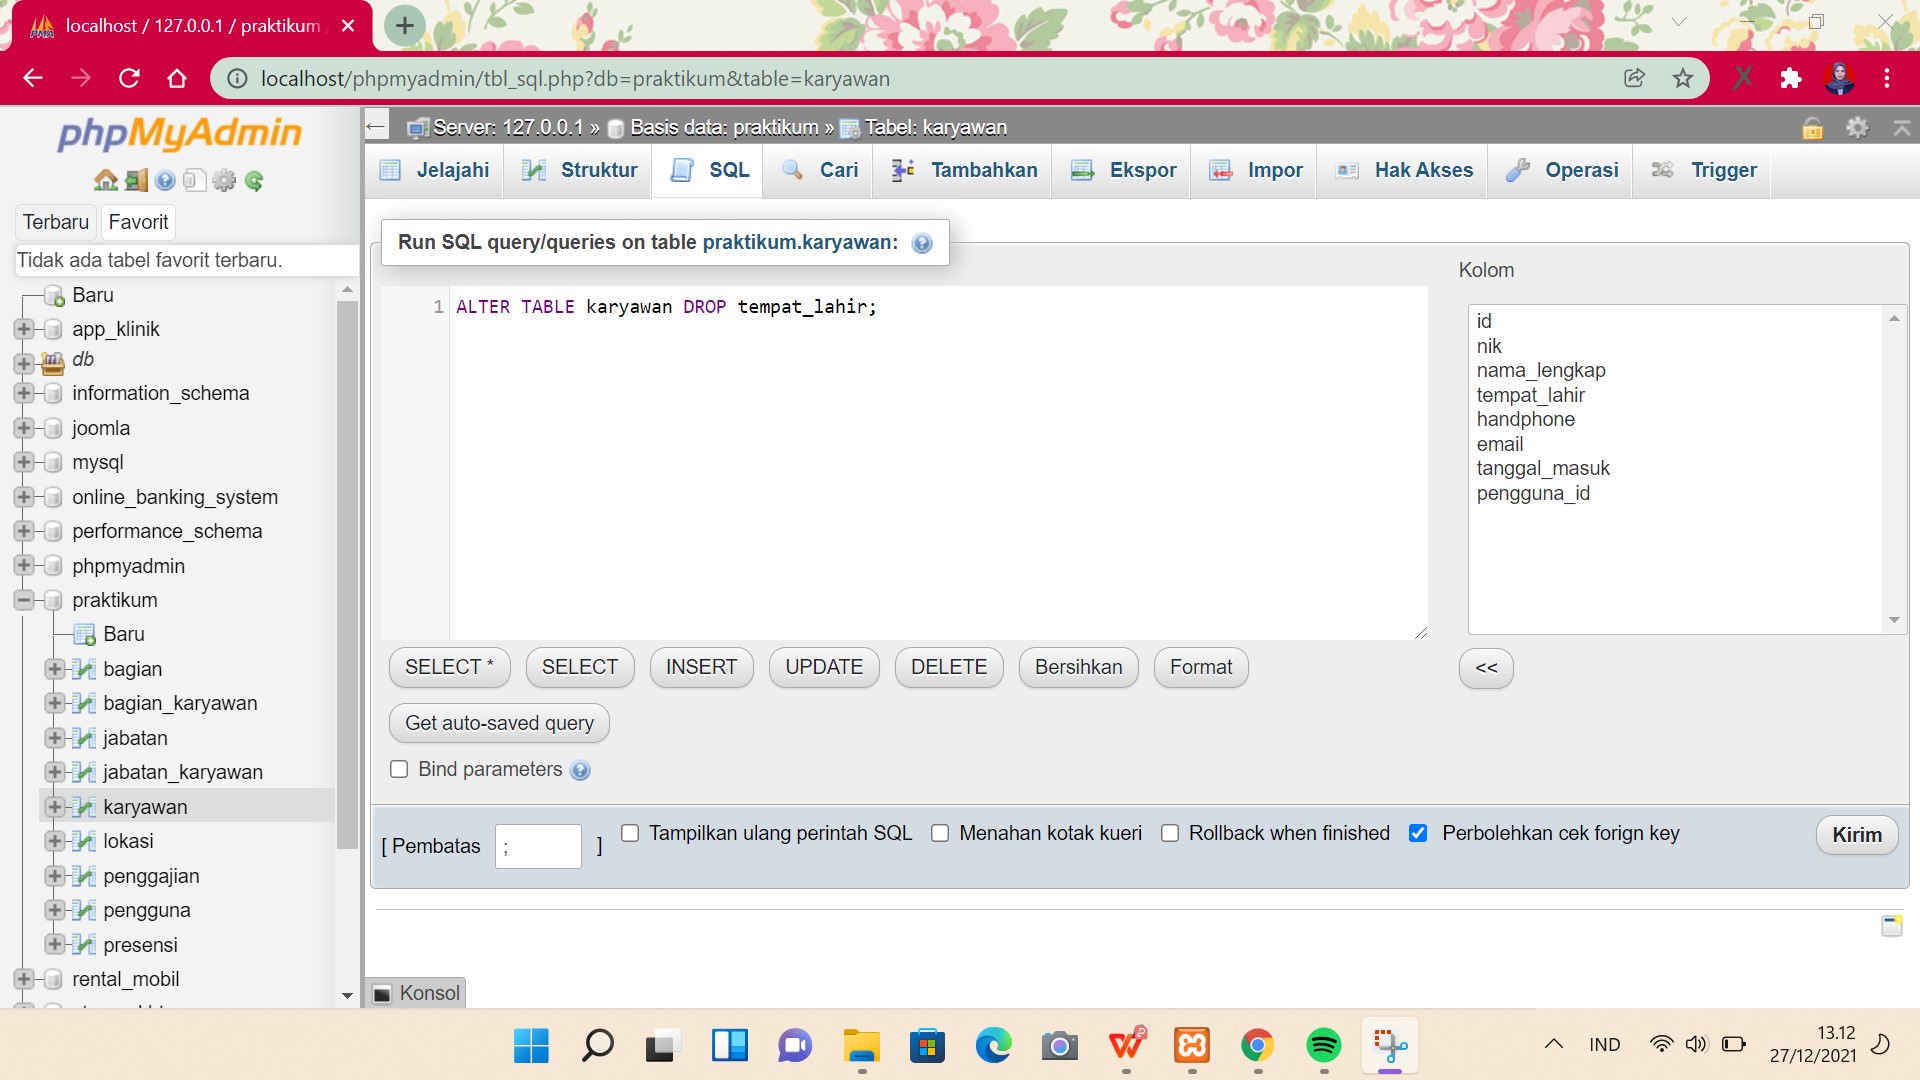 localhost / 127.0.0.1 / praktikum
localhost/phpmyadmin/tbl_sql.php?db=praktikum&table=karyawan
phpMyAdmin
Terbaru Favorit
Tidak ada tabel favorit terbaru.
Baru
app_klinik
db
information_schema
joomla
mysql
online_banking_system
performance_schema
phpmyadmin
praktikum
Baru
bagian
bagian_karyawan
jabatan
jabatan_karyawan
karyawan
lokasi
penggajian
pengguna
presensi
rental_mobil
Server: 127.0.0.1 » Basis data: praktikum » Tabel: karyawan
Jelajahi Struktur SQL Cari Tambahkan Ekspor Impor Hak Akses Operasi Trigger
Run SQL query/queries on table praktikum.karyawan:
1 ALTER TABLE karyawan DROP tempat_lahir;
Kolom
id
nik
nama_lengkap
tempat_lahir
handphone
email
tanggal_masuk
pengguna_id
SELECT * SELECT INSERT UPDATE DELETE Bersihkan Format <<
Get auto-saved query
Bind parameters
[ Pembatas ; ] Tampilkan ulang perintah SQL Menahan kotak kueri Rollback when finished Perbolehkan cek forign key Kirim
Konsol
IND
13.12
27/12/2021